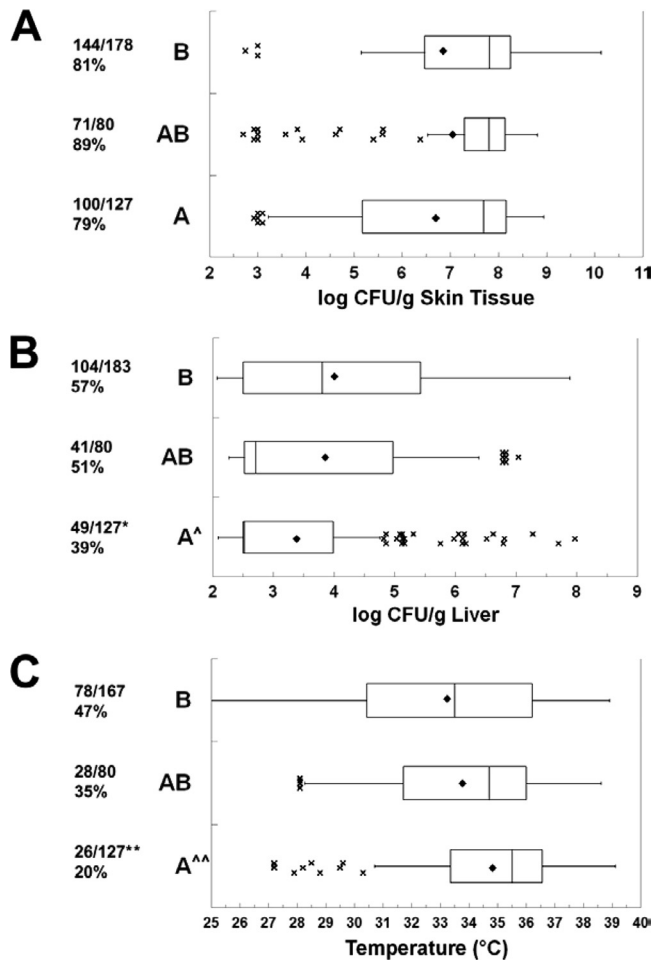 A
144/178
81%
B
71/80
89%
AB
100/127
79%
A
2 3 4 5 6 7 8 9 10 11
log CFU/g Skin Tissue
B
104/183
57%
B
41/80
51%
AB
49/127*
39%
A^
2 3 4 5 6 7 8 9
log CFU/g Liver
C
78/167
47%
B
28/80
35%
AB
26/127**
20%
A^^
25 26 27 28 29 30 31 32 33 34 35 36 37 38 39 40
Temperature (°C)